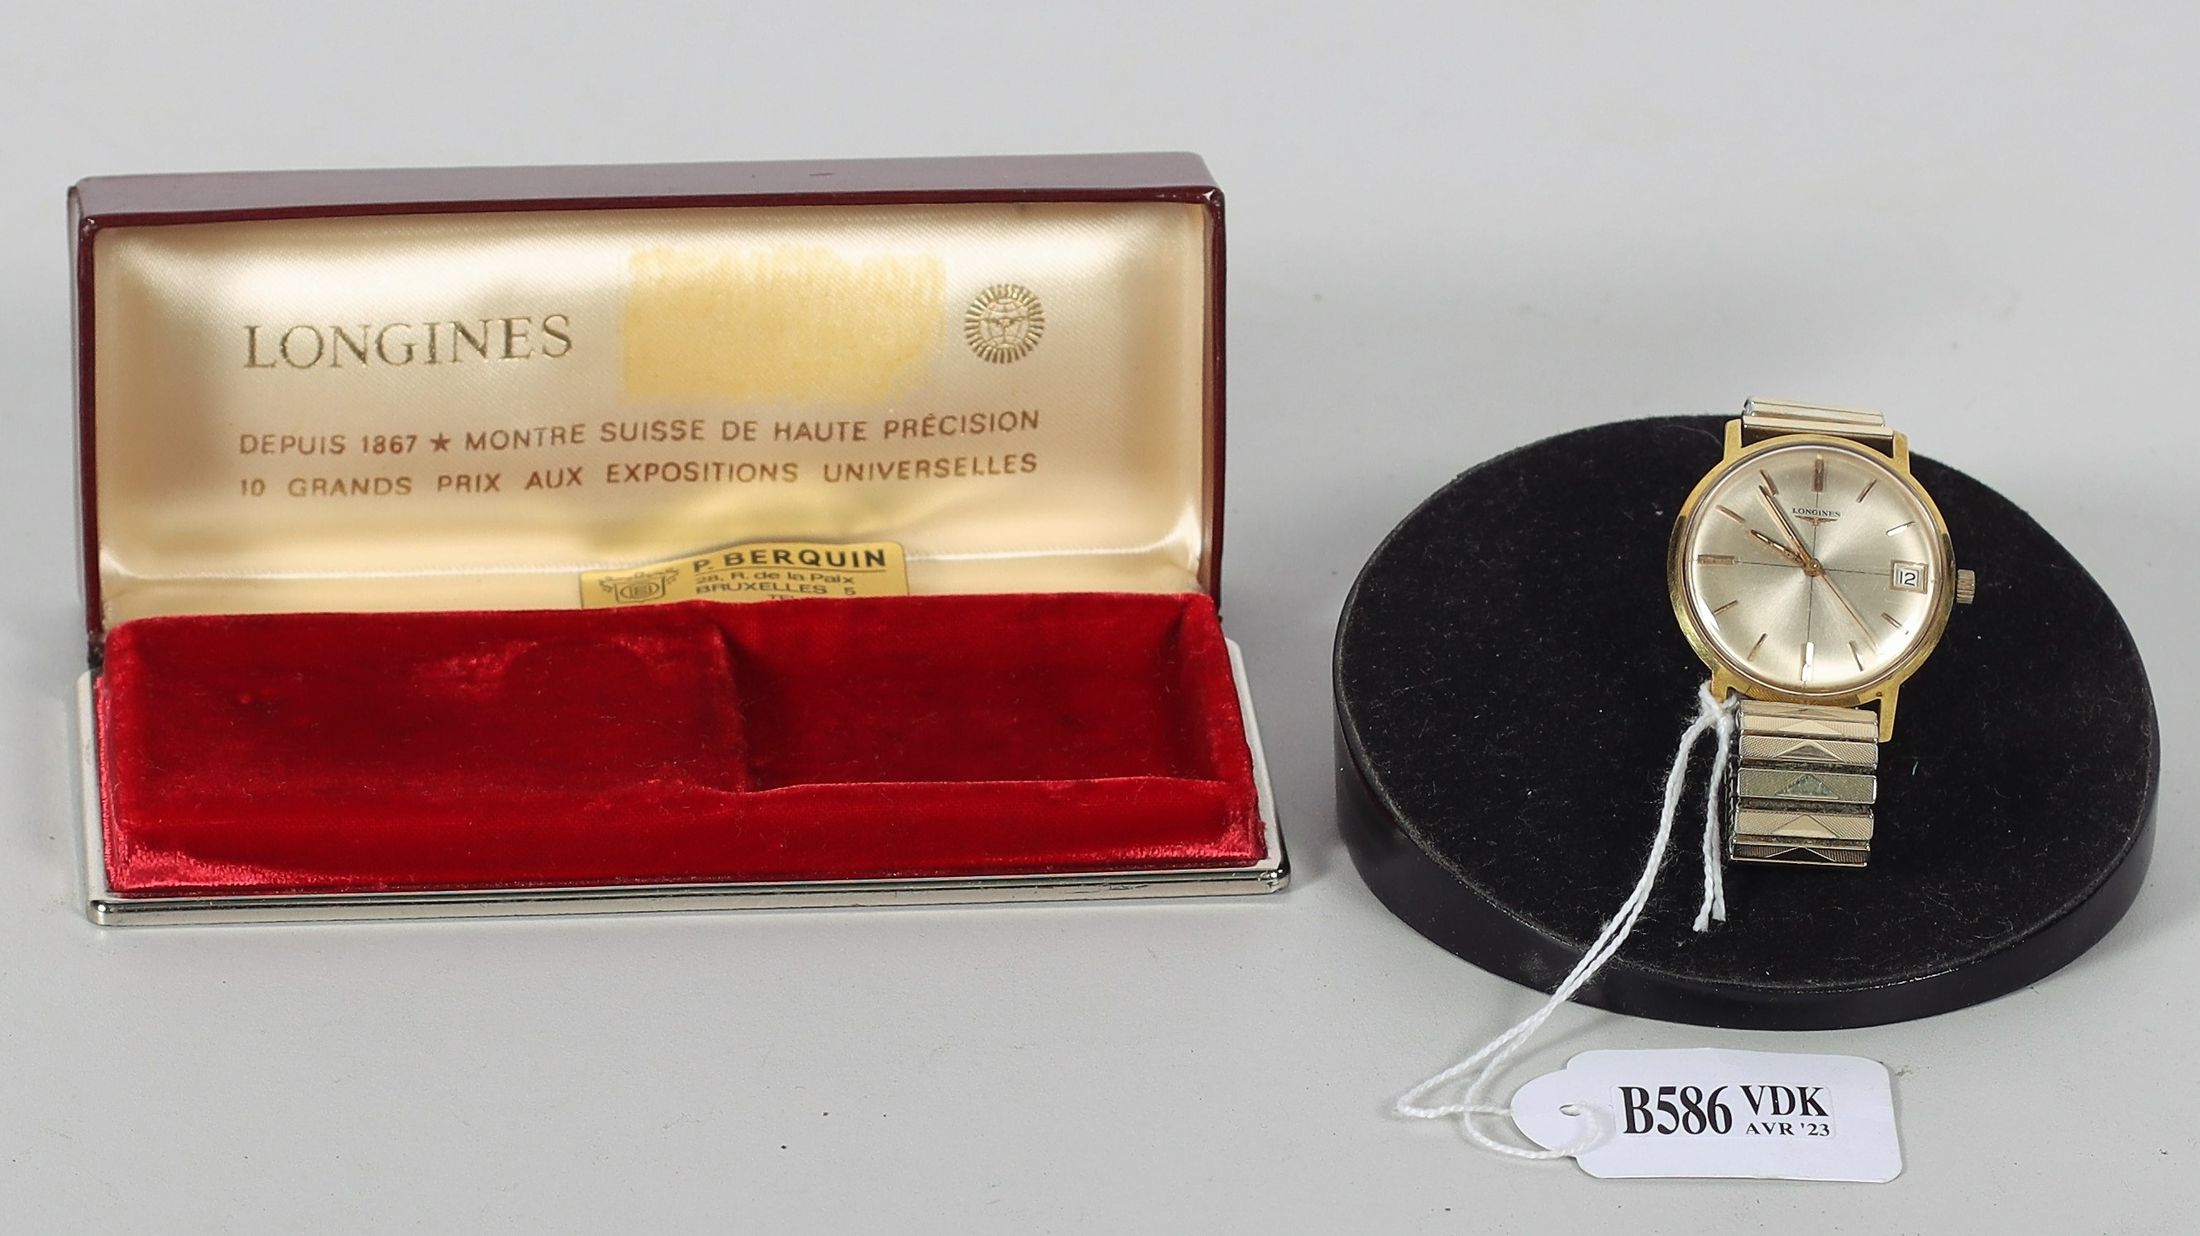 LONGINES
DEPUIS 1867 ★ MONTRE SUISSE DE HAUTE PRÉCISION
10 GRANDS PRIX AUX EXPOSITIONS UNIVERSELLES
P. BERQUIN
28, R. de la Paix
BRUXELLES 5
LONGINES
12
B586 VDK
AVR '23